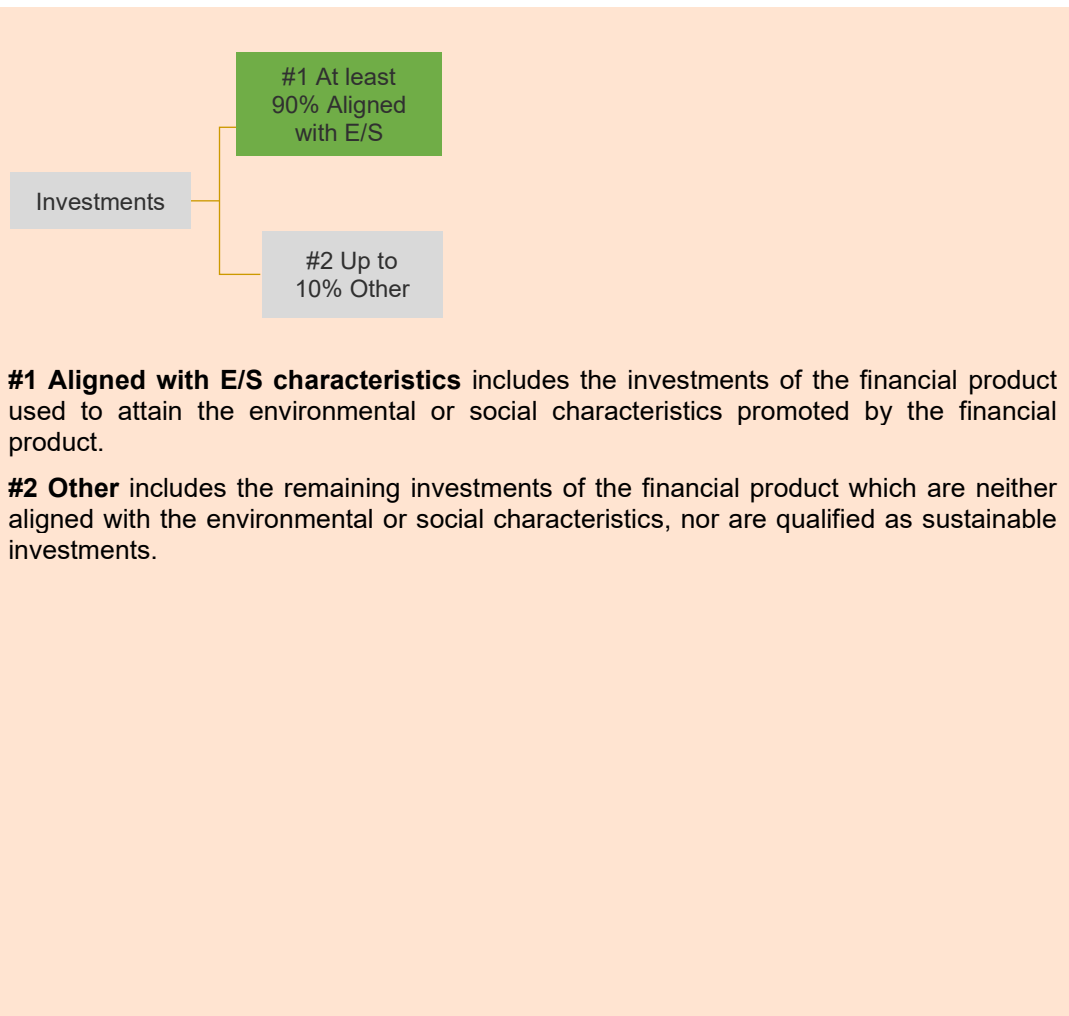 #1 At least
90% Aligned
with E/S
Investments
#2 Up to
10% Other
#1 Aligned with E/S characteristics includes the investments of the financial product
used to attain the environmental or social characteristics promoted by the financial
product.
#2 Other includes the remaining investments of the financial product which are neither
aligned with the environmental or social characteristics, nor are qualified as sustainable
investments.